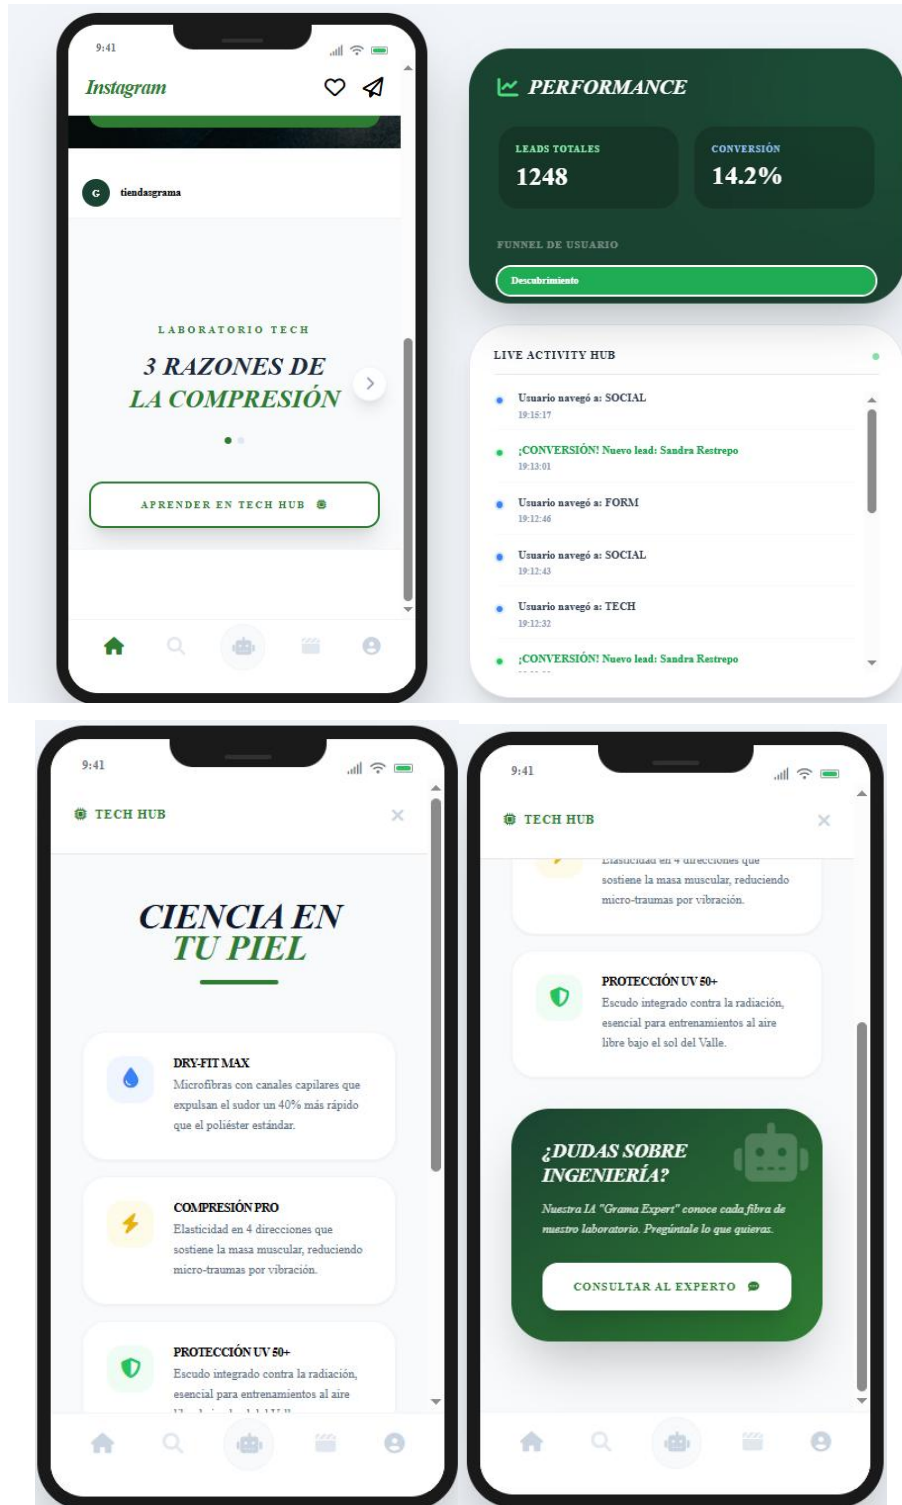 9:41
Instagram
G tiendasgrama
LABORATORIO TECH
3 RAZONES DE
LA COMPRESIÓN
APRENDER EN TECH HUB
PERFORMANCE
LEADS TOTALES
1248
CONVERSIÓN
14.2%
FUNNEL DE USUARIO
Descubrimiento
LIVE ACTIVITY HUB
Usuario navegó a: SOCIAL
19:15:17
¡CONVERSIÓN! Nuevo lead: Sandra Restrepo
19:13:01
Usuario navegó a: FORM
19:12:46
Usuario navegó a: SOCIAL
19:12:43
Usuario navegó a: TECH
19:12:32
¡CONVERSIÓN! Nuevo lead: Sandra Restrepo
9:41
TECH HUB
CIENCIA EN
TU PIEL
DRY-FIT MAX
Microfibras con canales capilares que
expulsan el sudor un 40% más rápido
que el poliéster estándar.
COMPRESIÓN PRO
Elasticidad en 4 direcciones que
sostiene la masa muscular, reduciendo
micro-traumas por vibración.
PROTECCIÓN UV 50+
Escudo integrado contra la radiación,
esencial para entrenamientos al aire
9:41
TECH HUB
Elasticidad en 4 direcciones que
sostiene la masa muscular, reduciendo
micro-traumas por vibración.
PROTECCIÓN UV 50+
Escudo integrado contra la radiación,
esencial para entrenamientos al aire
libre bajo el sol del Valle.
¿DUDAS SOBRE
INGENIERÍA?
Nuestra IA "Grama Expert" conoce cada fibra de
nuestro laboratorio. Pregúntale lo que quieras.
CONSULTAR AL EXPERTO